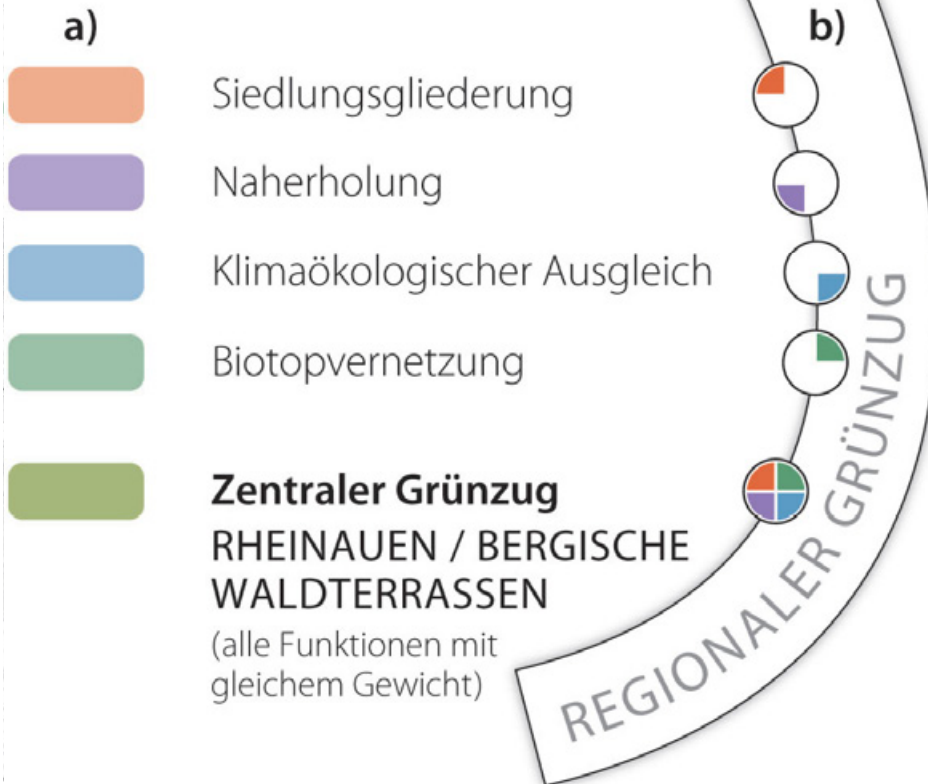 a)
b)
Siedlungsgliederung
Naherholung
Klimaökologischer Ausgleich
Biotopvernetzung
Zentraler Grünzug
RHEINAUEN / BERGISCHE
WALDTERRASSEN
(alle Funktionen mit
gleichem Gewicht)
REGIONALER GRÜNZUG